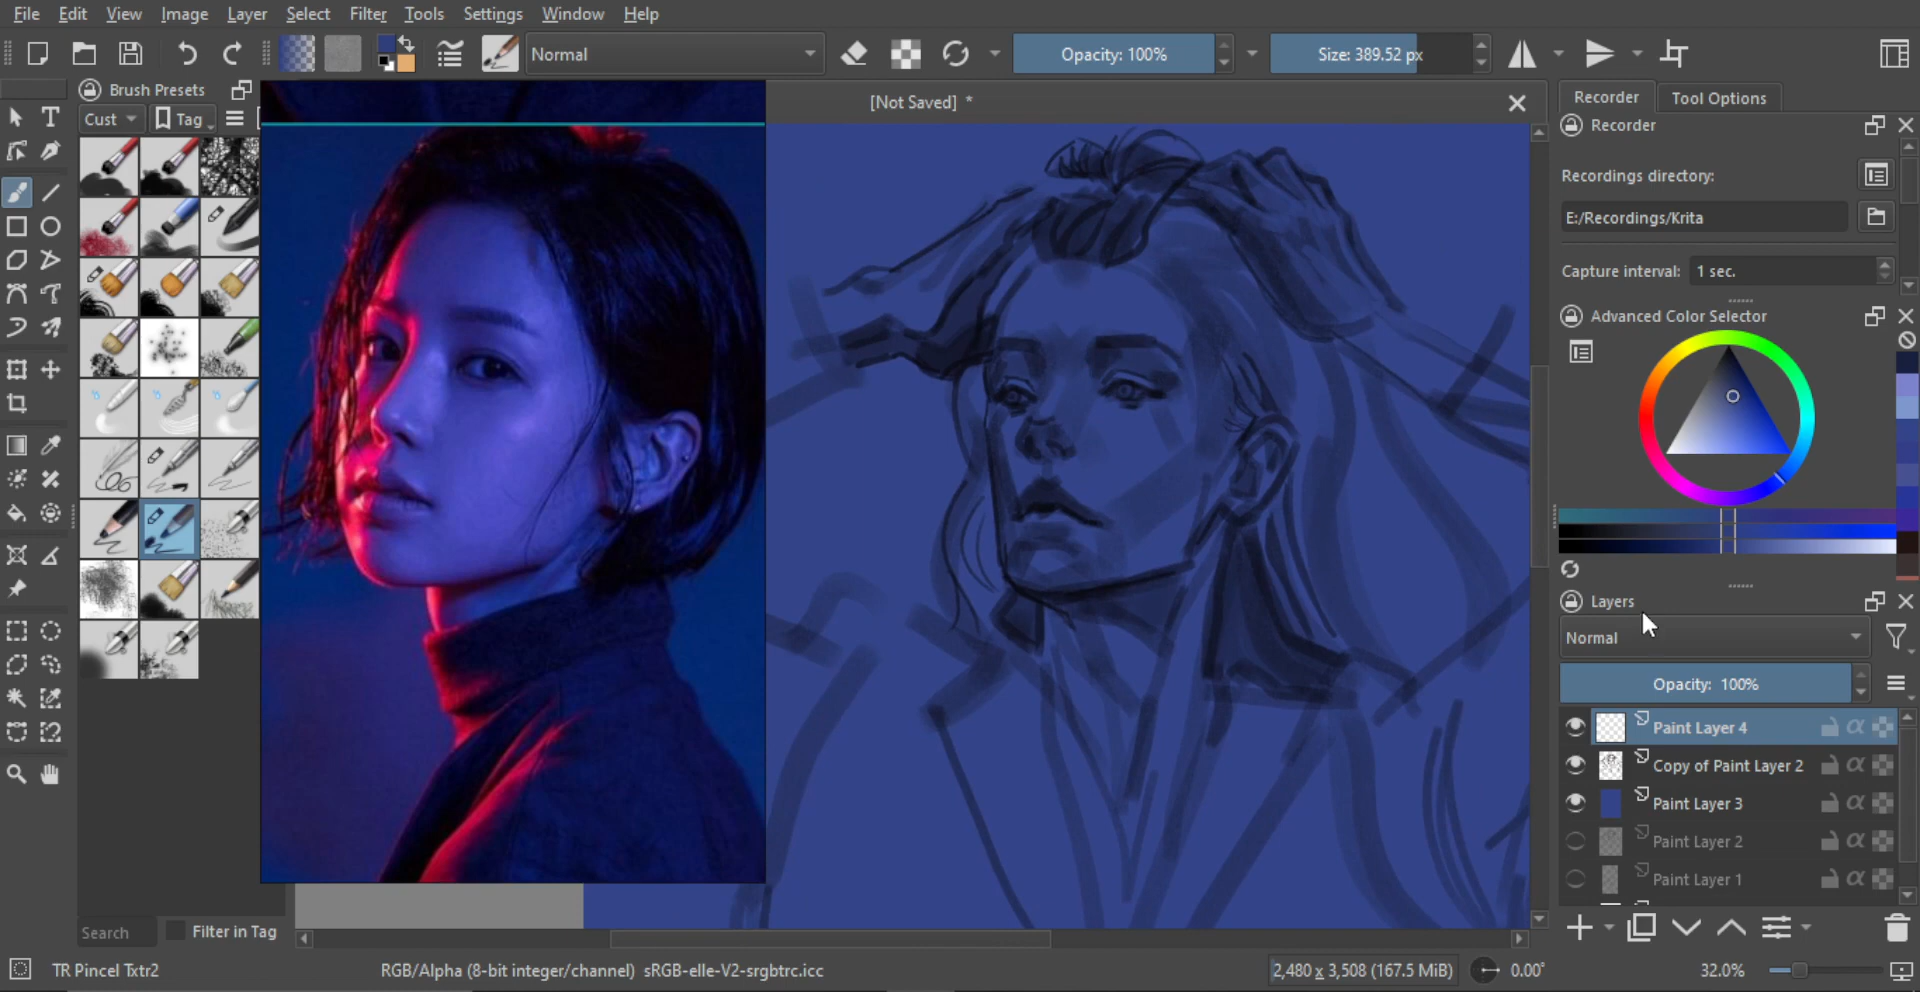 File Edit View Image Layer Select Filter Tools Settings Window Help
Normal
Opacity: 100%
Size: 389.52 px
Brush Presets
[Not Saved] *
Recorder
Tool Options
Cust
Tag
Recorder
Recordings directory:
E:/Recordings/Krita
Capture interval:
1 sec.
Advanced Color Selector
Layers
Normal
Opacity: 100%
Paint Layer 4
Copy of Paint Layer 2
Paint Layer 3
Paint Layer 2
Paint Layer 1
Search
Filter in Tag
TR Pincel Txtr2
RGB/Alpha (8-bit integer/channel) sRGB-elle-V2-srgbtrc.icc
2,480 x 3,508 (167.5 MiB)
0.00°
32.0%